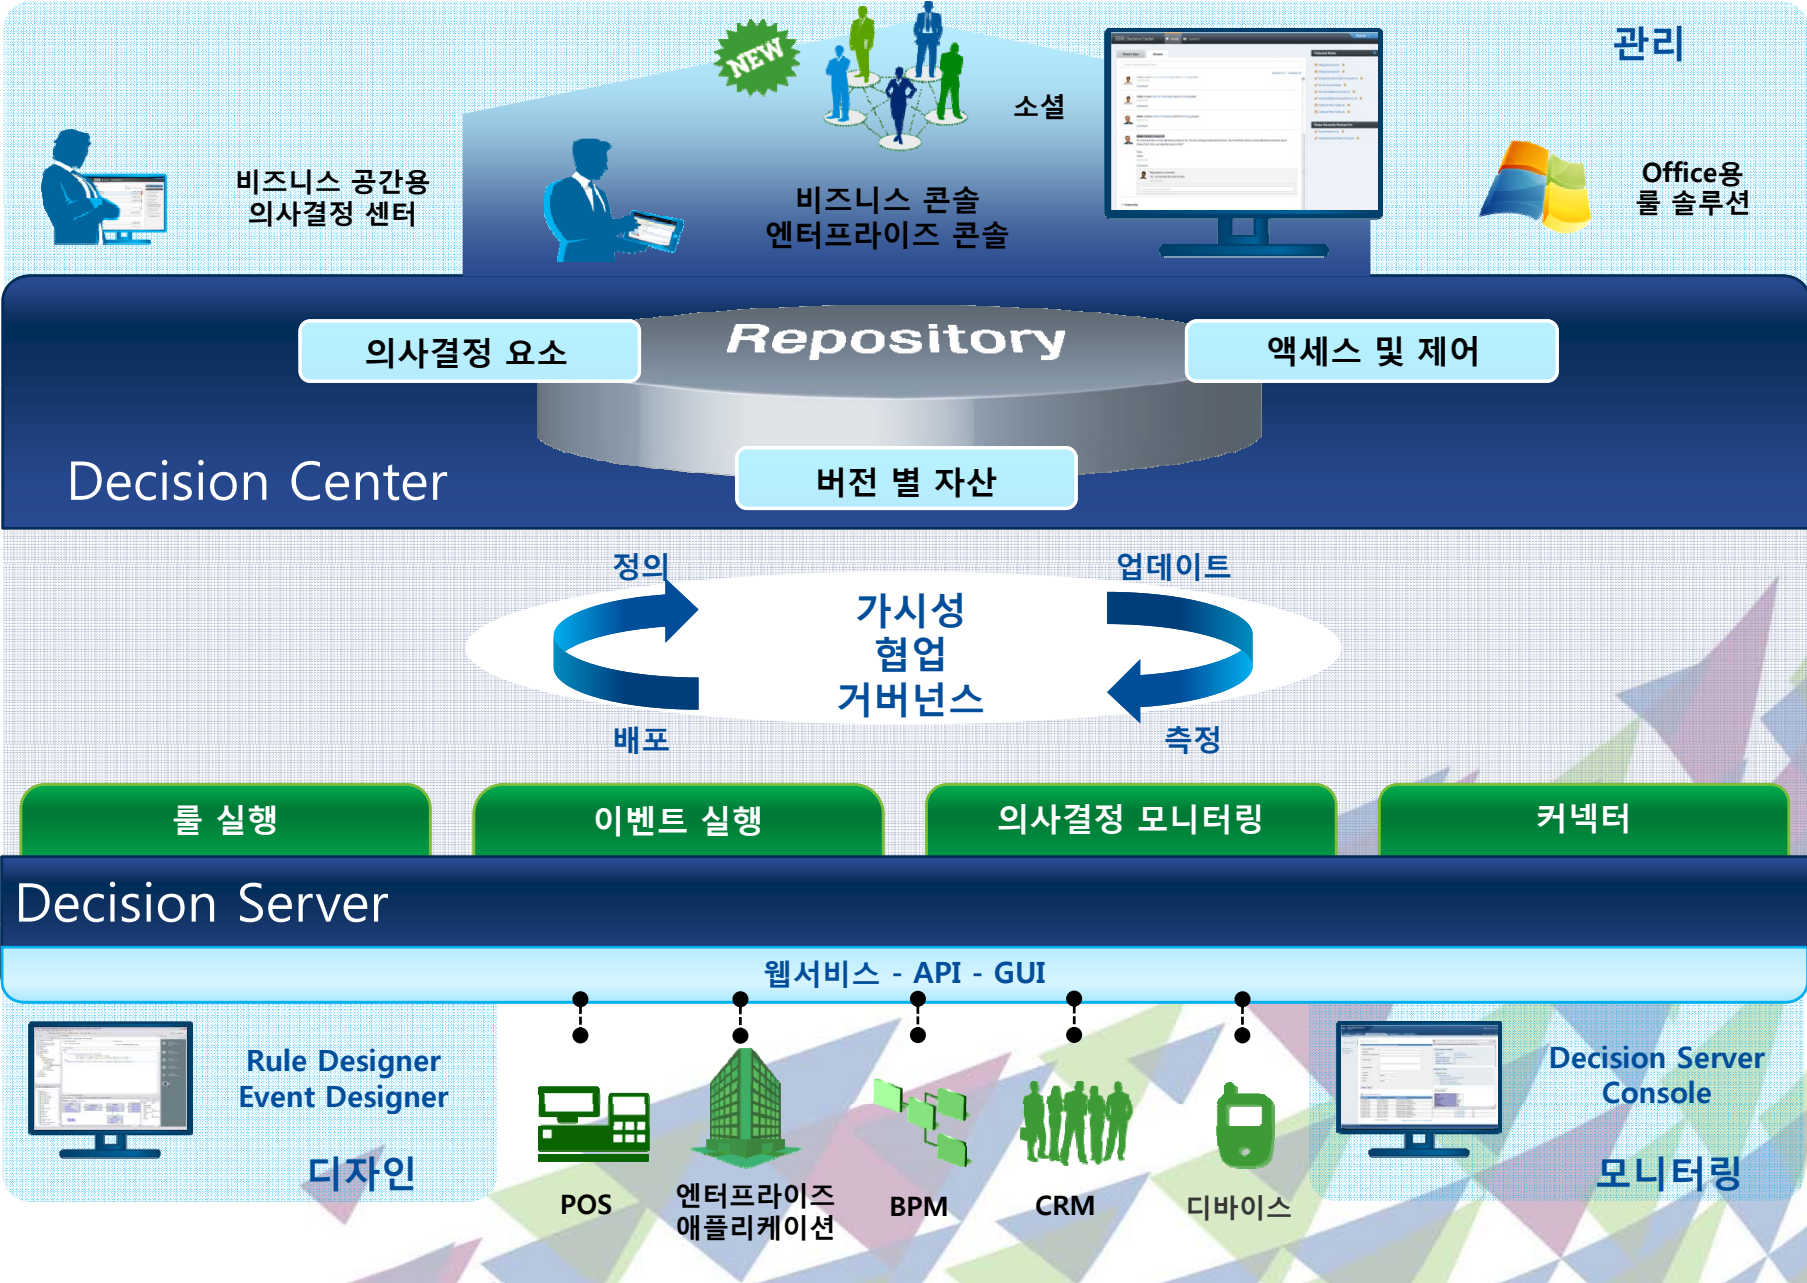 관리
NEW
소셜
비즈니스 공간용
의사결정 센터
비즈니스 콘솔
엔터프라이즈 콘솔
Office용
룰 솔루션
Repository
의사결정 요소
액세스 및 제어
버전 별 자산
Decision Center
정의
업데이트
가시성
협업
거버넌스
배포
측정
룰 실행
이벤트 실행
의사결정 모니터링
커넥터
Decision Server
웹서비스 - API - GUI
Rule Designer
Event Designer
디자인
Decision Server
Console
모니터링
POS
엔터프라이즈
애플리케이션
BPM
CRM
디바이스